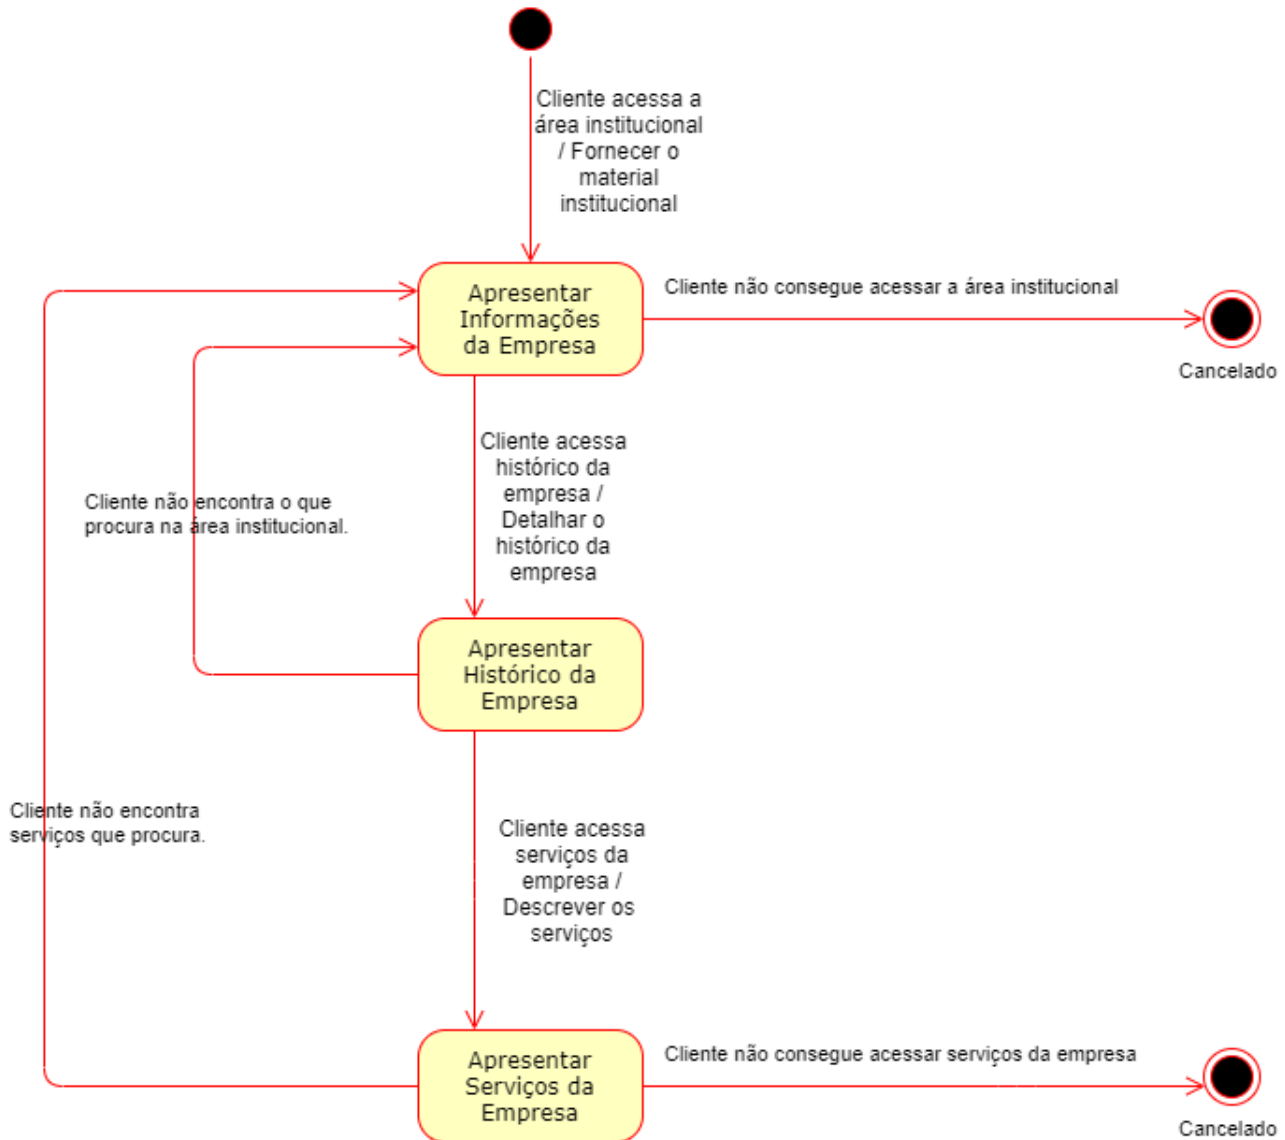 Cliente acessa a
área institucional
/ Fornecer o
material
institucional
Apresentar
Informações
da Empresa
Cliente não consegue acessar a área institucional
Cancelado
Cliente acessa
histórico da
empresa /
Detalhar o
histórico da
empresa
Cliente não encontra o que
procura na área institucional.
Apresentar
Histórico da
Empresa
Cliente não encontra
serviços que procura.
Cliente acessa
serviços da
empresa /
Descrever os
serviços
Apresentar
Serviços da
Empresa
Cliente não consegue acessar serviços da empresa
Cancelado